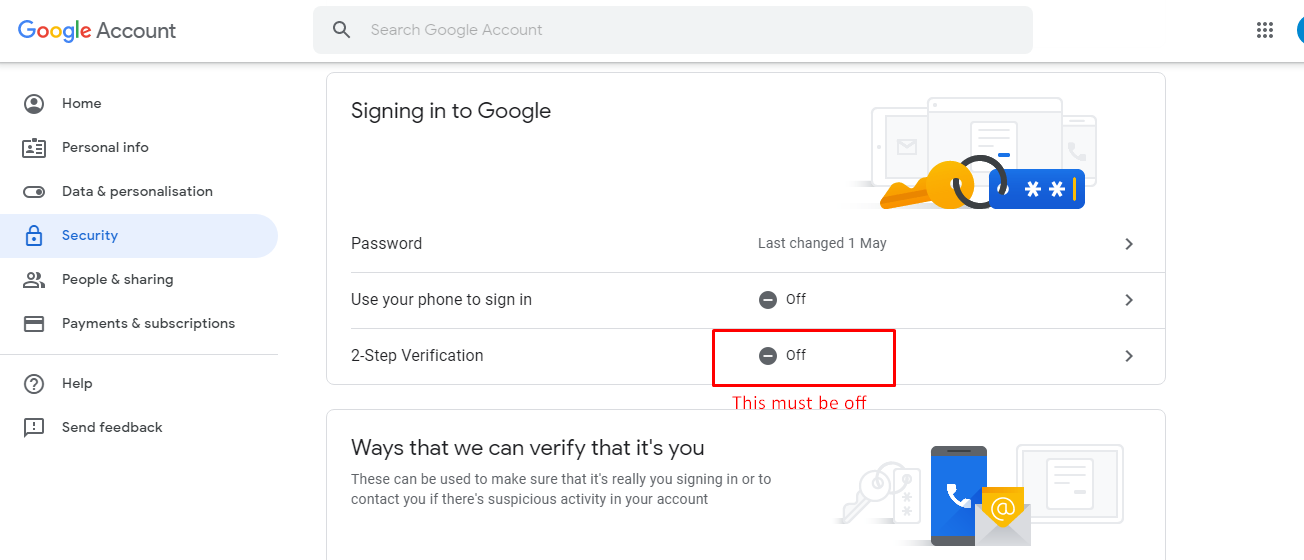 Google Account
Search Google Account
Home
Personal info
Data & personalisation
Security
People & sharing
Payments & subscriptions
Help
Send feedback
Signing in to Google
Password Last changed 1 May
Use your phone to sign in Off
2-Step Verification Off
This must be off
Ways that we can verify that it's you
These can be used to make sure that it's really you signing in or to
contact you if there's suspicious activity in your account